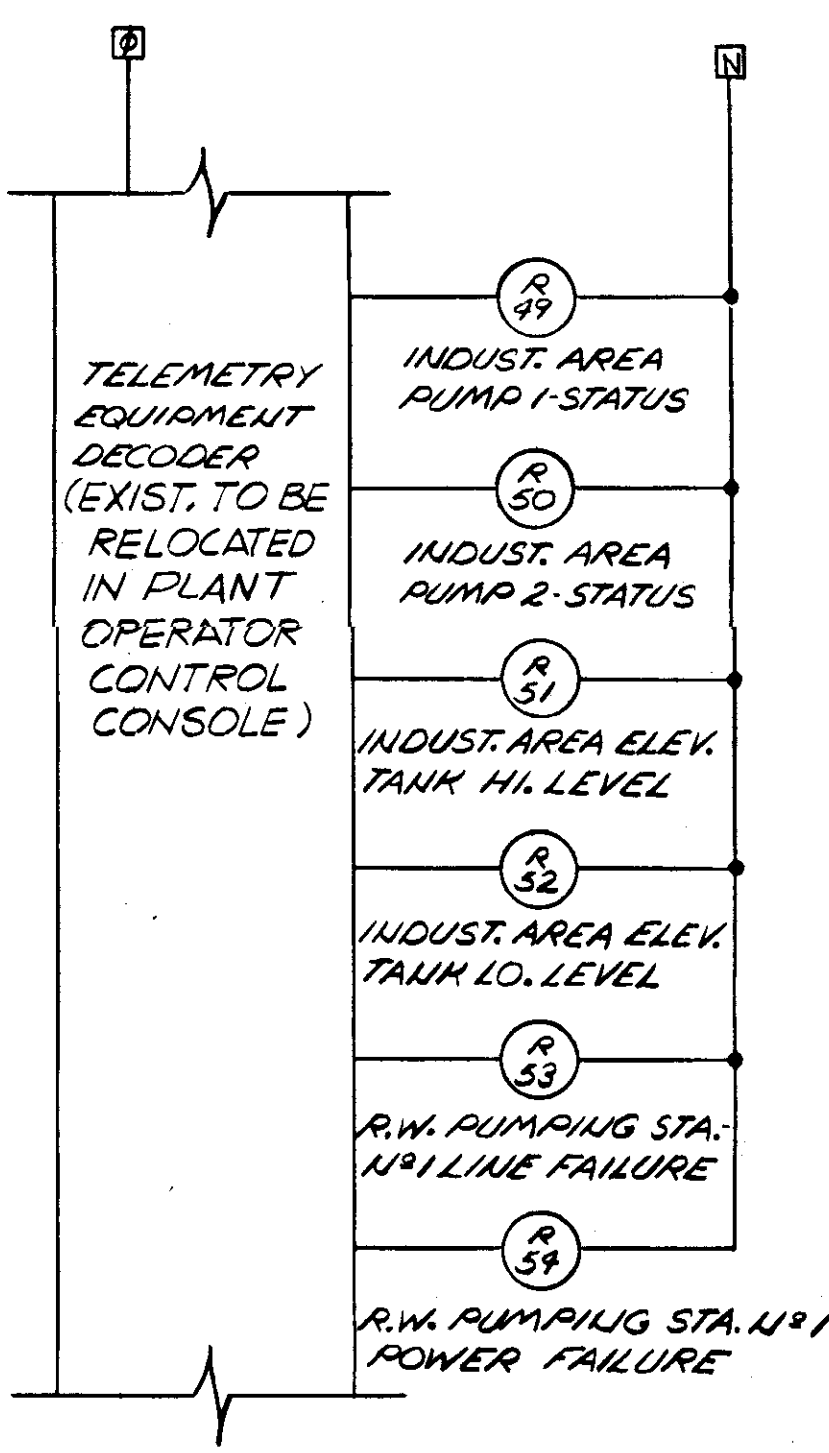 Ø
N
R
49
INDUST. AREA
PUMP 1-STATUS
TELEMETRY
EQUIPMENT
DECODER
(EXIST. TO BE
RELOCATED
IN PLANT
OPERATOR
CONTROL
CONSOLE)
R
50
INDUST. AREA
PUMP 2-STATUS
R
51
INDUST. AREA ELEV.
TANK HI. LEVEL
R
52
INDUST. AREA ELEV.
TANK LO. LEVEL
R
53
R.W. PUMPING STA.-
Nº1 LINE FAILURE
R
54
R.W. PUMPING STA. Nº1
POWER FAILURE